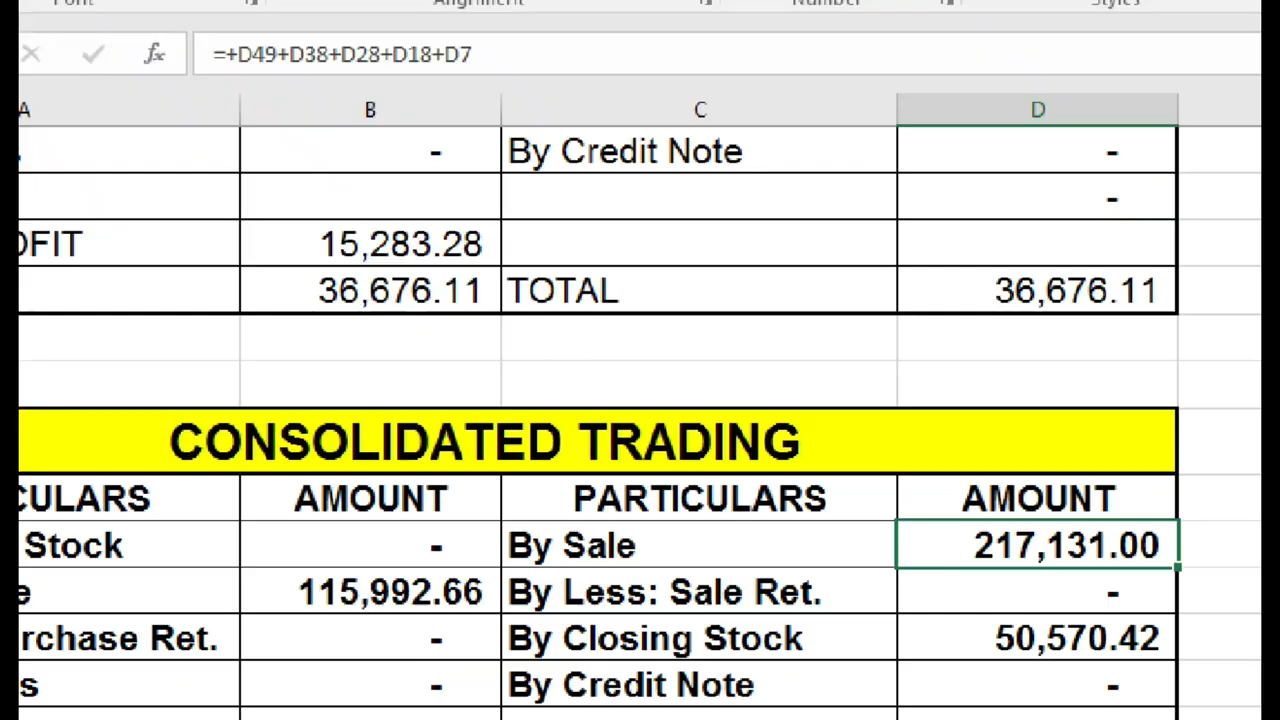 Font Alignment Number Styles
fx =+D49+D38+D28+D18+D7
A B C D
- By Credit Note -
-
OFIT 15,283.28
36,676.11 TOTAL 36,676.11
CONSOLIDATED TRADING
CULARS AMOUNT PARTICULARS AMOUNT
Stock - By Sale 217,131.00
e 115,992.66 By Less: Sale Ret. -
rchase Ret. - By Closing Stock 50,570.42
s - By Credit Note -